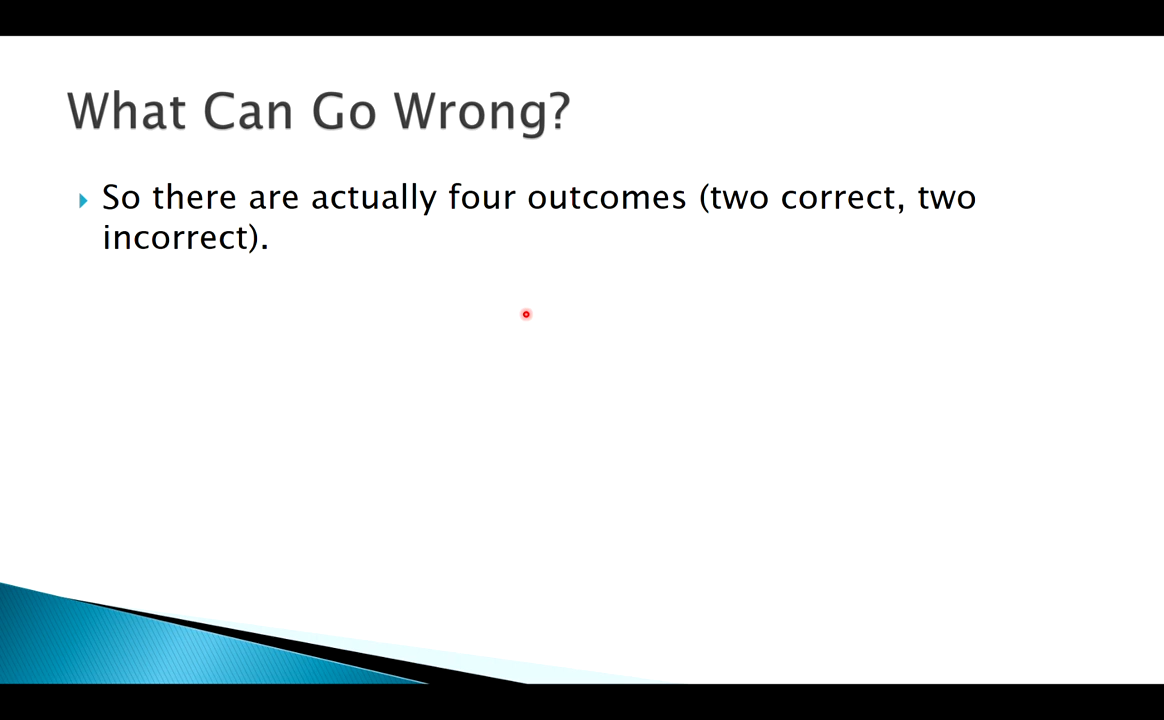 What Can Go Wrong?
So there are actually four outcomes (two correct, two
incorrect).